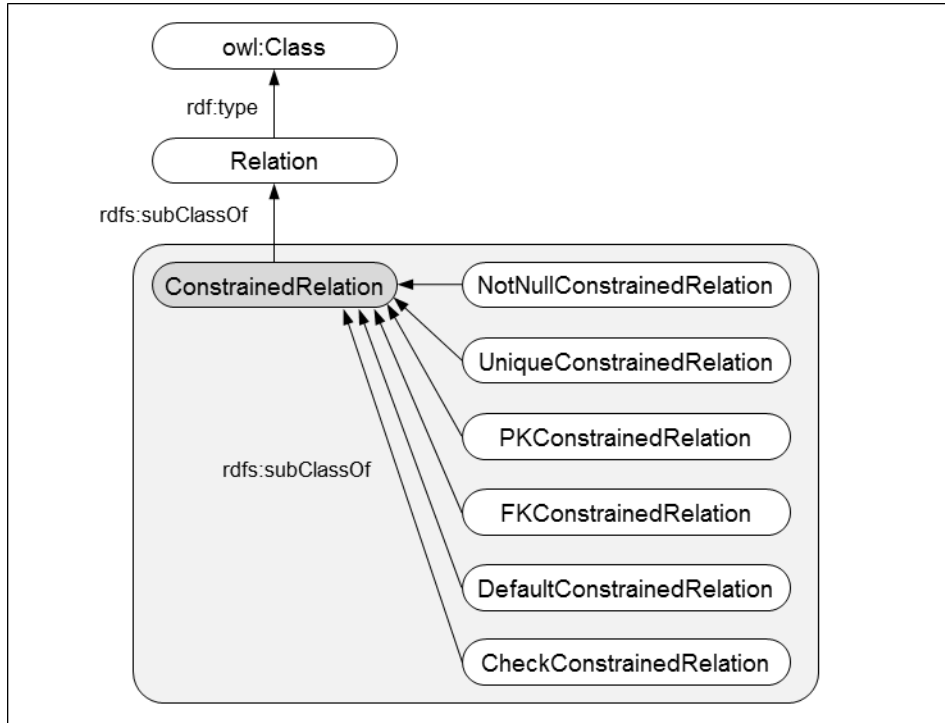 owl:Class
rdf:type
Relation
rdfs:subClassOf
ConstrainedRelation
NotNullConstrainedRelation
UniqueConstrainedRelation
PKConstrainedRelation
rdfs:subClassOf
FKConstrainedRelation
DefaultConstrainedRelation
CheckConstrainedRelation